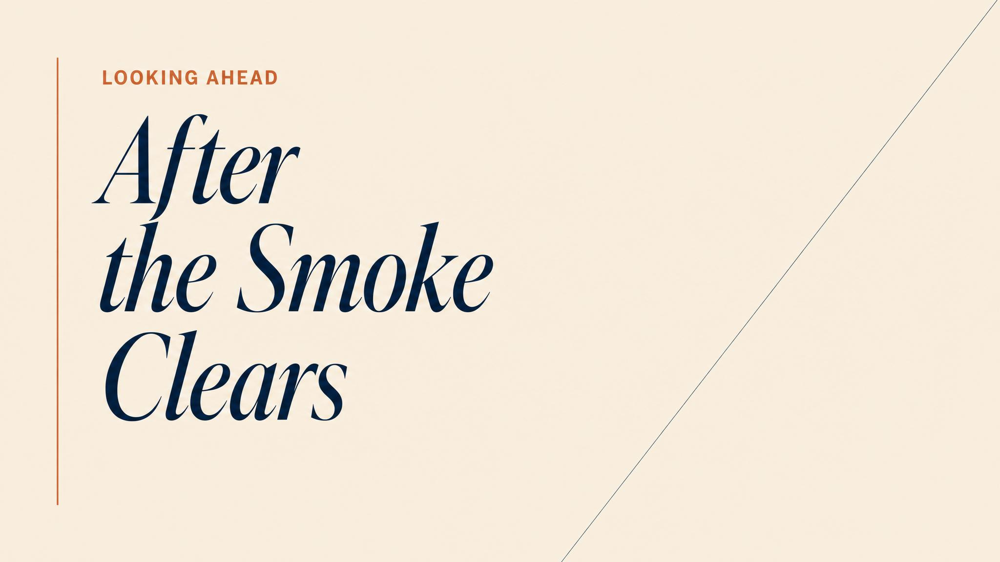 LOOKING AHEAD
After
the Smoke
Clears